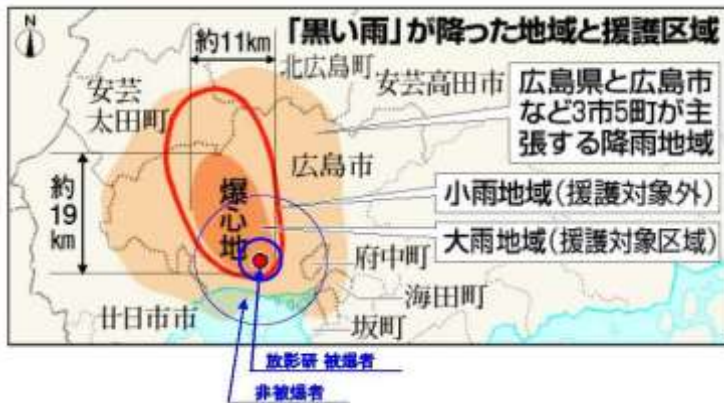 「黒い雨」が降った地域と援護区域
N
約11km
北広島町
安芸高田市
安芸
太田町
広島県と広島市
など3市5町が主
張する降雨地域
広島市
約
19
km
爆心地
小雨地域(援護対象外)
大雨地域(援護対象区域)
府中町
海田町
廿日市市
坂町
放影研 被爆者
非被爆者